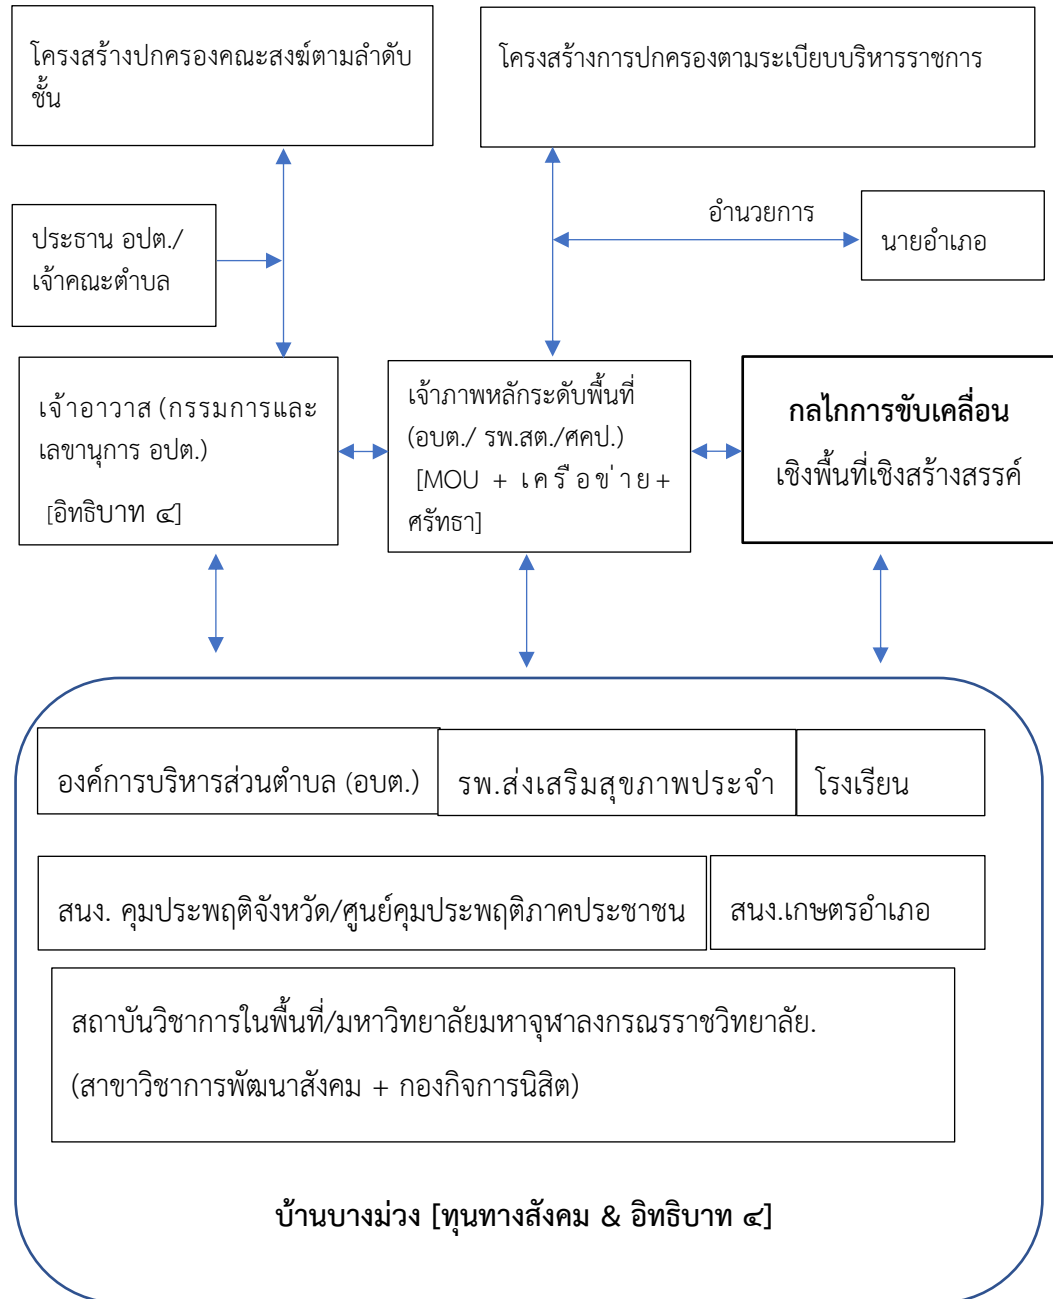 โครงสร้างปกครองคณะสงฆ์ตามลำดับ
ชั้น
โครงสร้างการปกครองตามระเบียบบริหารราชการ
ประธาน อปต./
เจ้าคณะตำบล
อำนวยการ
นายอำเภอ
เจ้าอาวาส (กรรมการและ
เลขานุการ อปต.)
[อิทธิบาท ๔]
เจ้าภาพหลักระดับพื้นที่
(อบต./ รพ.สต./ศคป.)
[MOU + เครือข่าย+
ศรัทธา]
กลไกการขับเคลื่อน
เชิงพื้นที่เชิงสร้างสรรค์
องค์การบริหารส่วนตำบล (อบต.)
รพ.ส่งเสริมสุขภาพประจำ
โรงเรียน
สนง. คุมประพฤติจังหวัด/ศูนย์คุมประพฤติภาคประชาชน
สนง.เกษตรอำเภอ
สถาบันวิชาการในพื้นที่/มหาวิทยาลัยมหาจุฬาลงกรณรราชวิทยาลัย.
(สาขาวิชาการพัฒนาสังคม + กองกิจการนิสิต)
บ้านบางม่วง [ทุนทางสังคม & อิทธิบาท ๔]